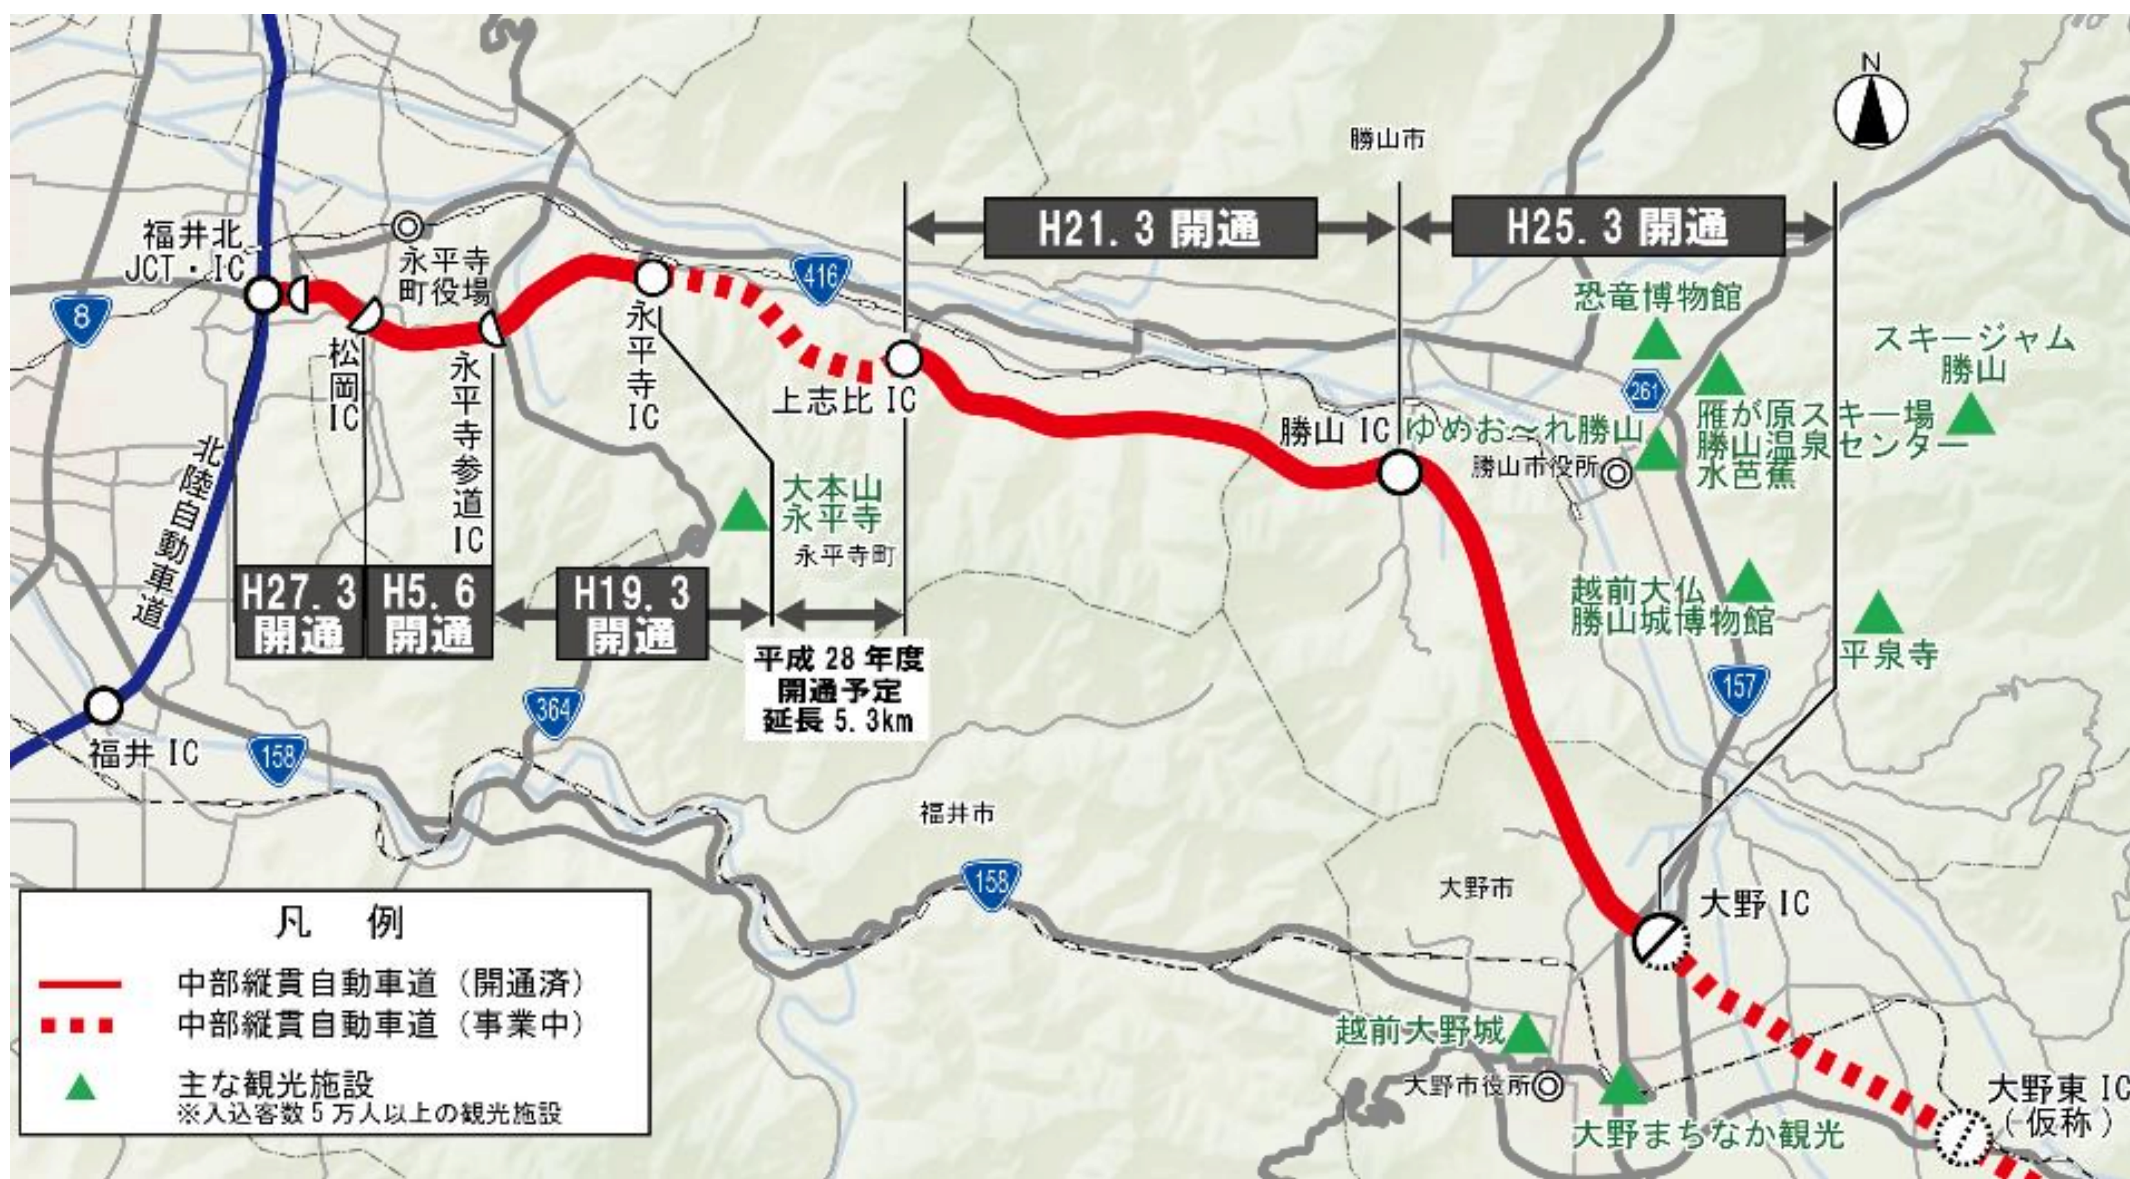 N
勝山市
H21.3 開通
H25.3 開通
福井北
JCT・IC
永平寺
町役場
416
8
恐竜博物館
スキージャム
勝山
永平寺IC
松岡IC
永平寺参道IC
上志比 IC
261
雁が原スキー場
勝山温泉センター
水芭蕉
勝山 IC
ゆめお～れ勝山
勝山市役所
北陸自動車道
大本山
永平寺
永平寺町
H27.3
開通
H5.6
開通
H19.3
開通
越前大仏
勝山城博物館
平泉寺
平成 28 年度
開通予定
延長 5.3km
157
364
福井 IC
158
福井市
158
大野市
大野 IC
凡 例
中部縦貫自動車道（開通済）
中部縦貫自動車道（事業中）
主な観光施設
※入込客数5万人以上の観光施設
越前大野城
大野市役所
大野まちなか観光
大野東 IC
（仮称）